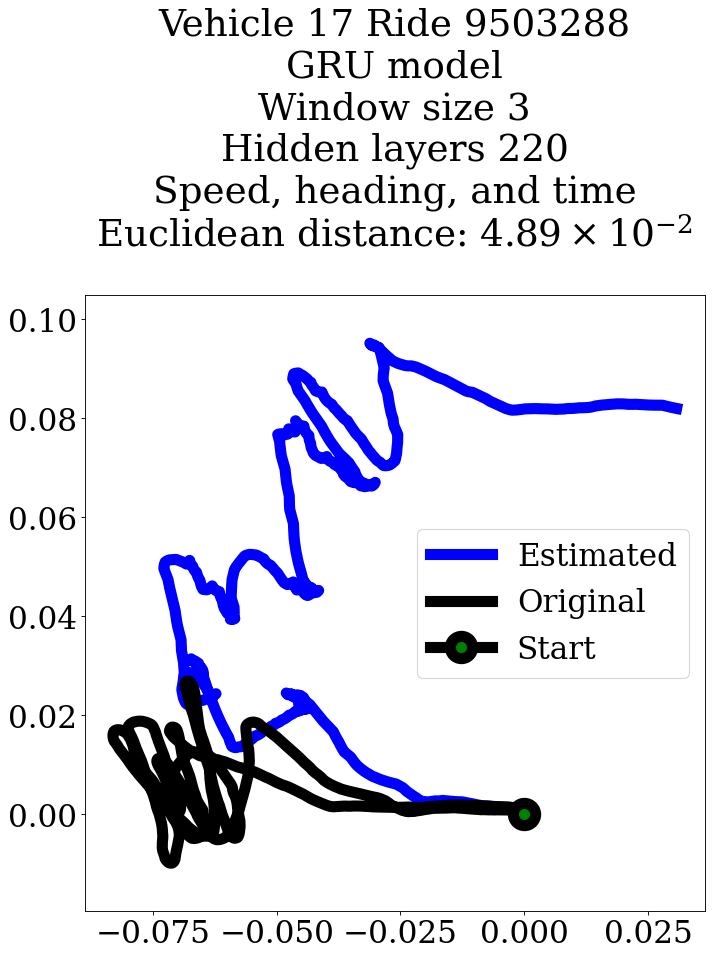 Vehicle 17 Ride 9503288
GRU model
Window size 3
Hidden layers 220
Speed, heading, and time
Euclidean distance: 4.89 × 10⁻²
0.10
0.08
0.06
0.04
0.02
0.00
Estimated
Original
Start
−0.075 −0.050 −0.025 0.000 0.025